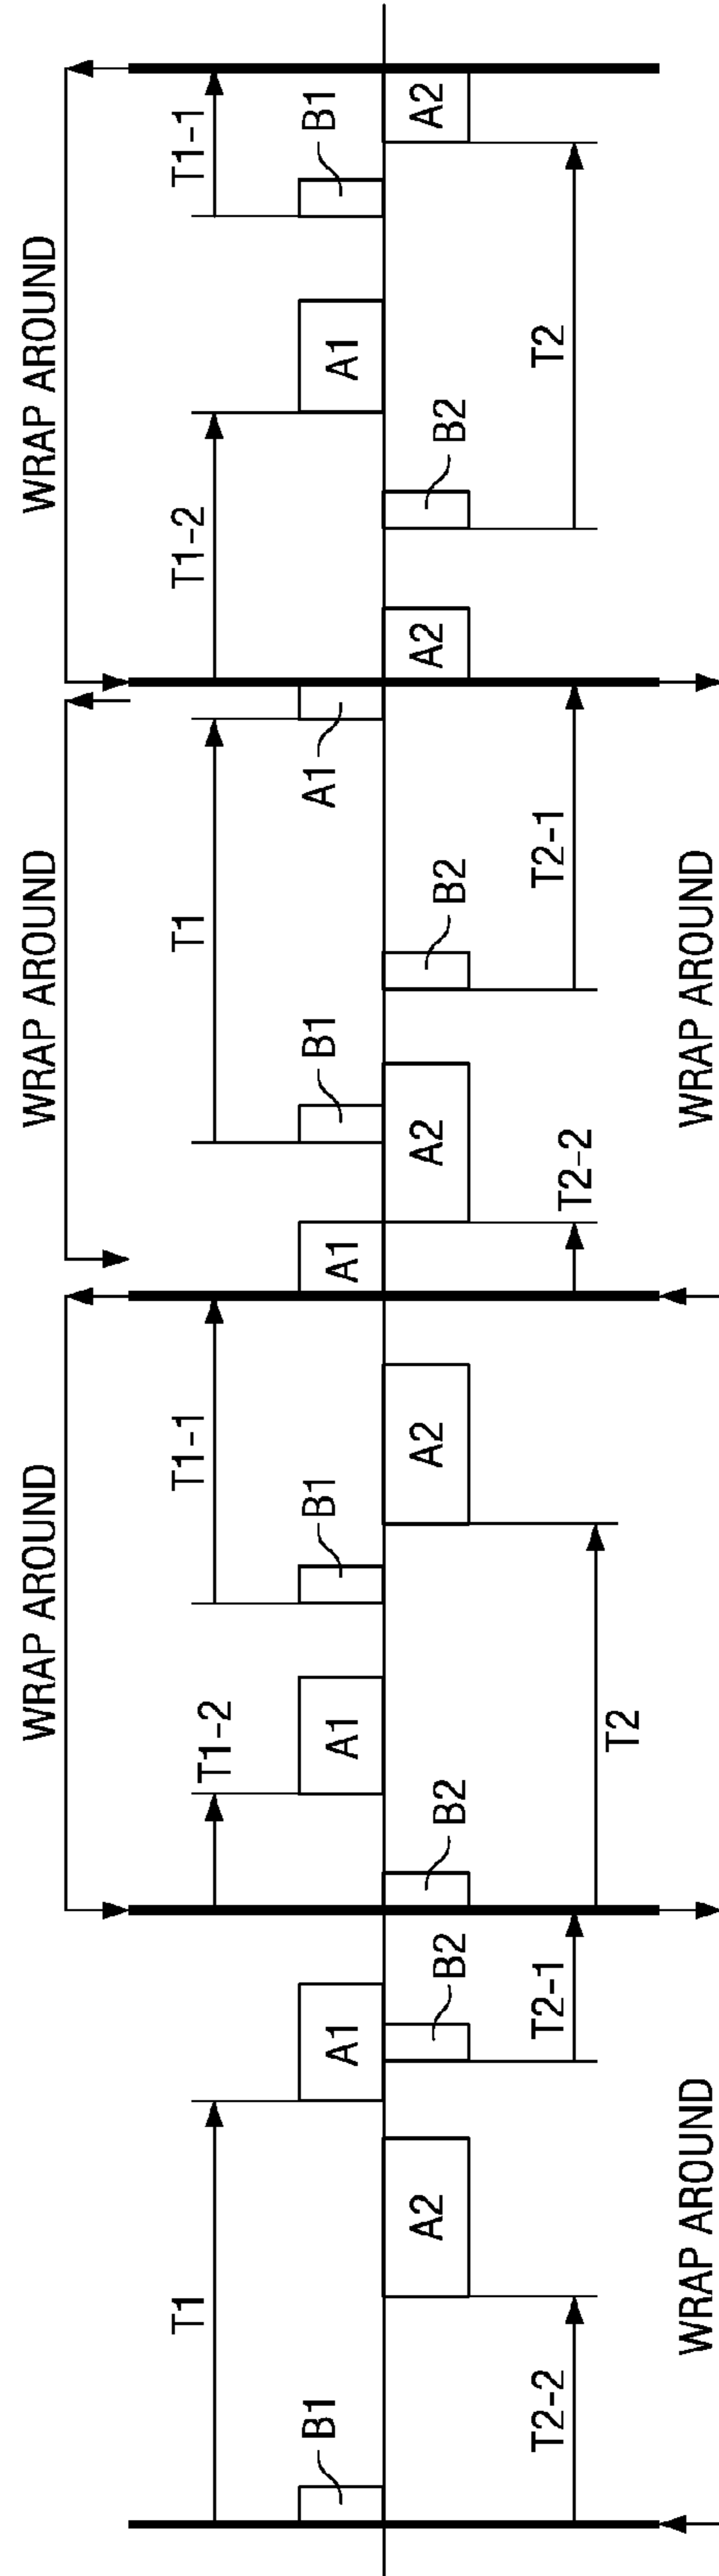 WRAP AROUND
WRAP AROUND
WRAP AROUND
T1
T1-2
T1-1
T1
T1-2
T1-1
B1
A1
A1
B1
A1
B1
A1
A1
B1
A2
B2
B2
A2
A2
B2
A2
B2
A2
T2-2
T2-1
T2
T2-2
T2-1
T2
WRAP AROUND
WRAP AROUND